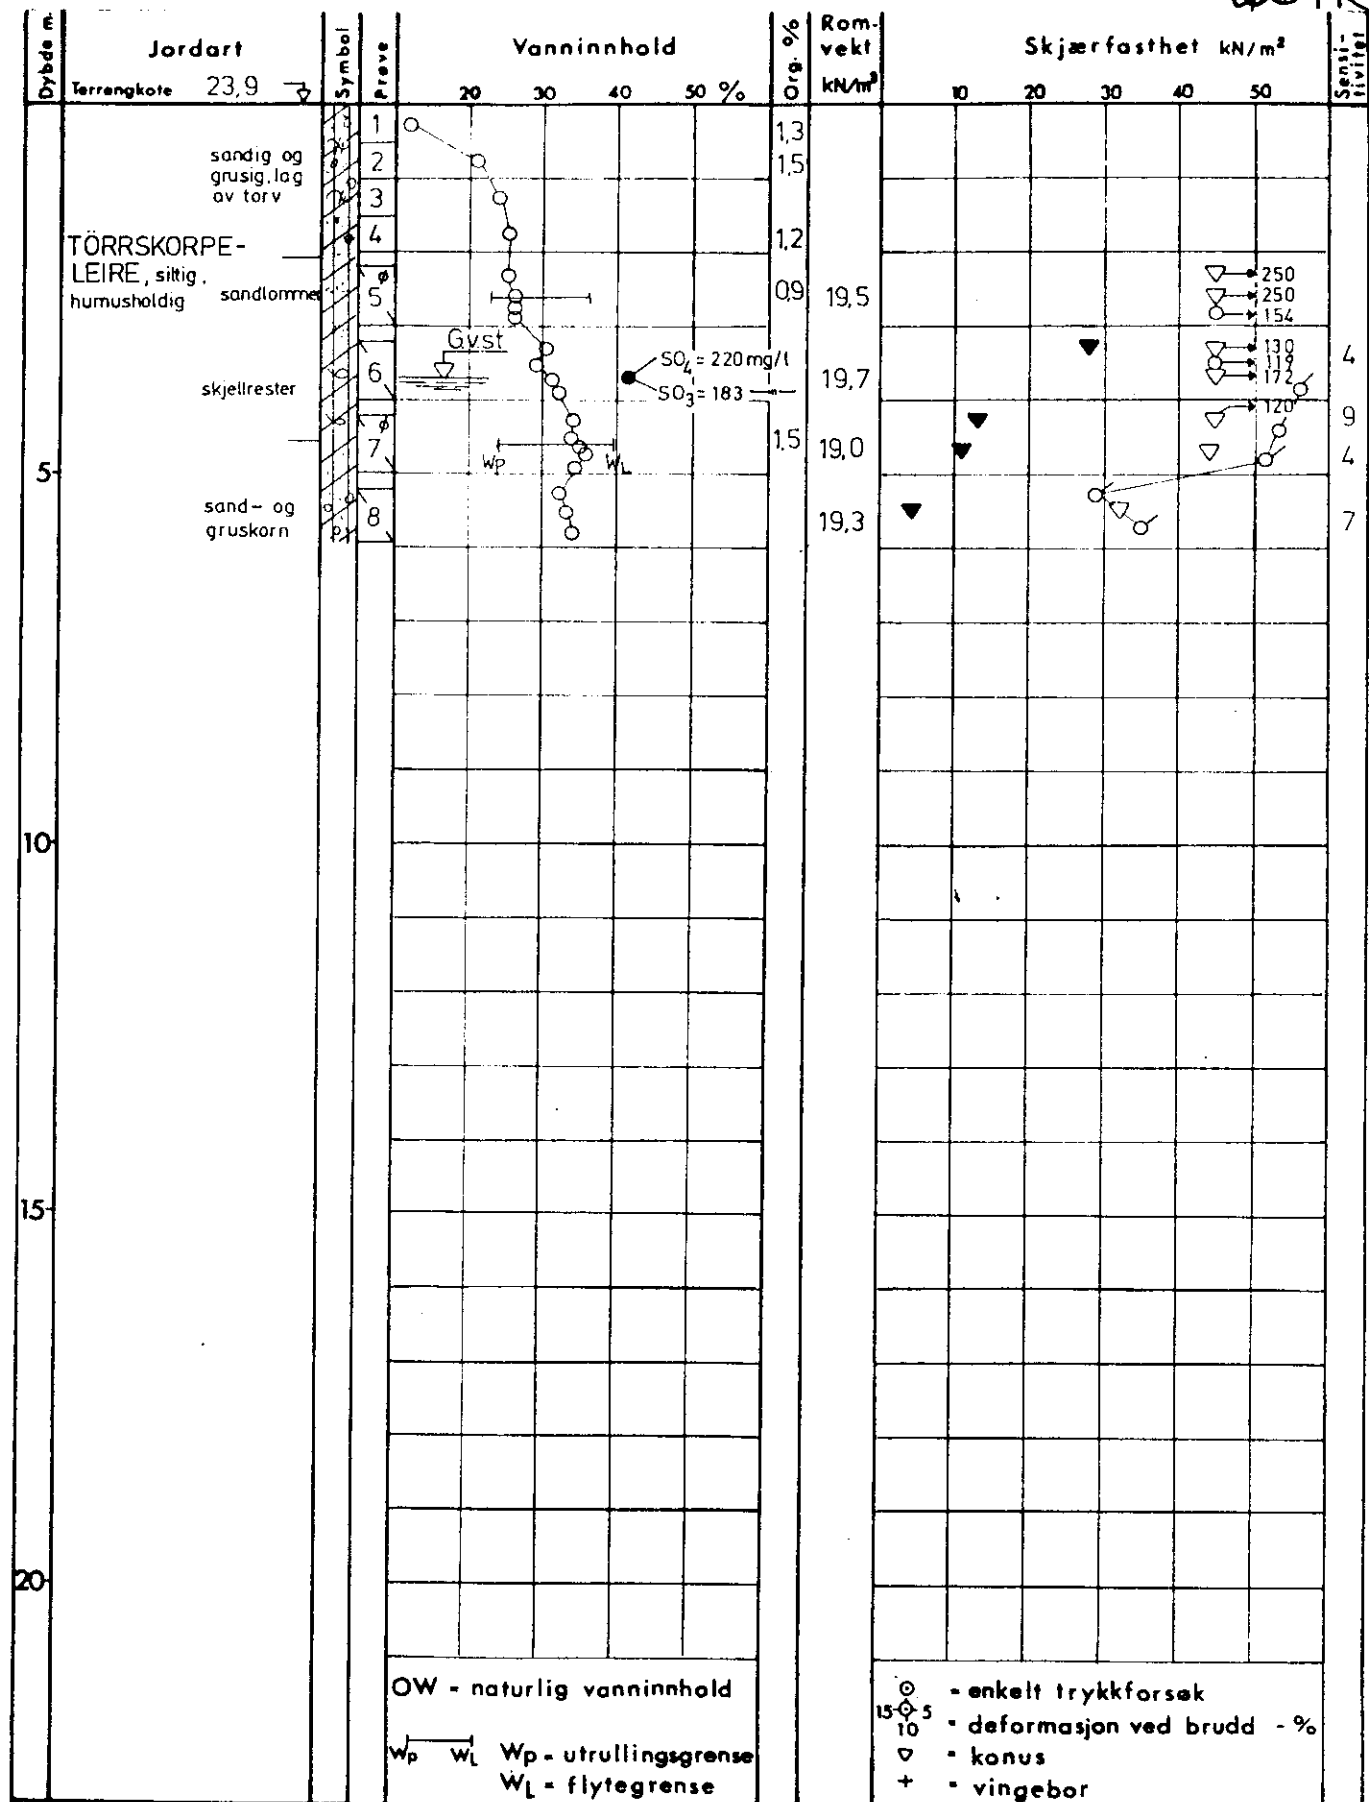 Dybde m.
Jordart
Terrengkote 23,9
Symbol
Prøve
Vanninnhold
20 30 40 50 %
Org. %
Rom-
vekt
kN/m³
Skjærfasthet kN/m²
10 20 30 40 50
Sensi-
tivitet
sandig og
grusig, lag
av torv
TÖRRSKORPE-
LEIRE, siltig,
humusholdig
sandlommer
skjellrester
sand- og
gruskorn
1
2
3
4
5 ø
6
7 ø
8
Gv.st
SO₄ = 220 mg/l
SO₃ = 183 —"—
Wp WL
1,3
1,5
1,2
0,9
1,5
19,5
19,7
19,0
19,3
250
250
154
130
119
172
120
4
9
4
7
5
10
15
20
OW = naturlig vanninnhold
Wp WL Wp = utrullingsgrense
WL = flytegrense
= enkelt trykkforsøk
15 5
10 = deformasjon ved brudd - %
= konus
+ = vingebor